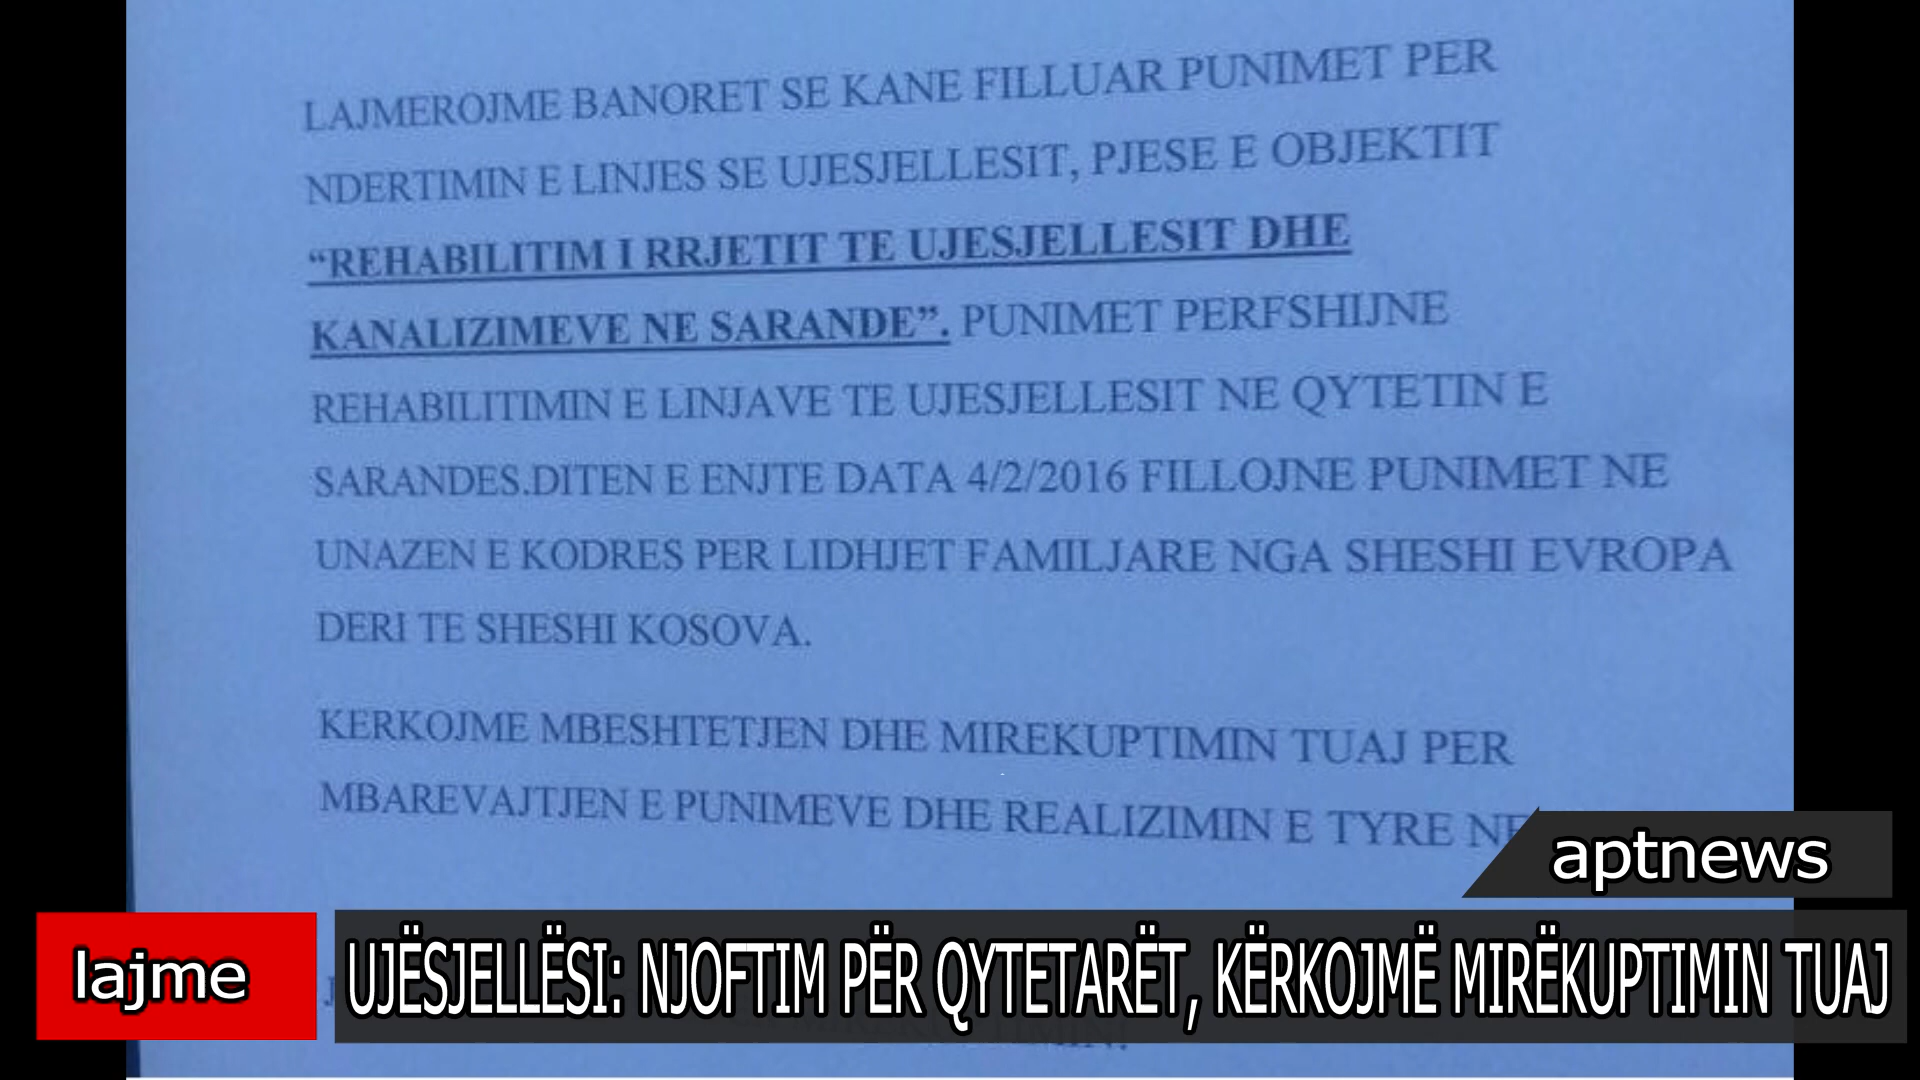 LAJMEROJME BANORET SE KANE FILLUAR PUNIMET PER
NDERTIMIN E LINJES SE UJESJELLESIT, PJESE E OBJEKTIT
“REHABILITIM I RRJETIT TE UJESJELLESIT DHE
KANALIZIMEVE NE SARANDE”. PUNIMET PERFSHIJNE
REHABILITIMIN E LINJAVE TE UJESJELLESIT NE QYTETIN E
SARANDES.DITEN E ENJTE DATA 4/2/2016 FILLOJNE PUNIMET NE
UNAZEN E KODRES PER LIDHJET FAMILJARE NGA SHESHI EVROPA
DERI TE SHESHI KOSOVA.
KERKOJME MBESHTETJEN DHE MIREKUPTIMIN TUAJ PER
MBAREVAJTJEN E PUNIMEVE DHE REALIZIMIN E TYRE NE
aptnews
lajme
UJËSJELLËSI: NJOFTIM PËR QYTETARËT, KËRKOJMË MIRËKUPTIMIN TUAJ